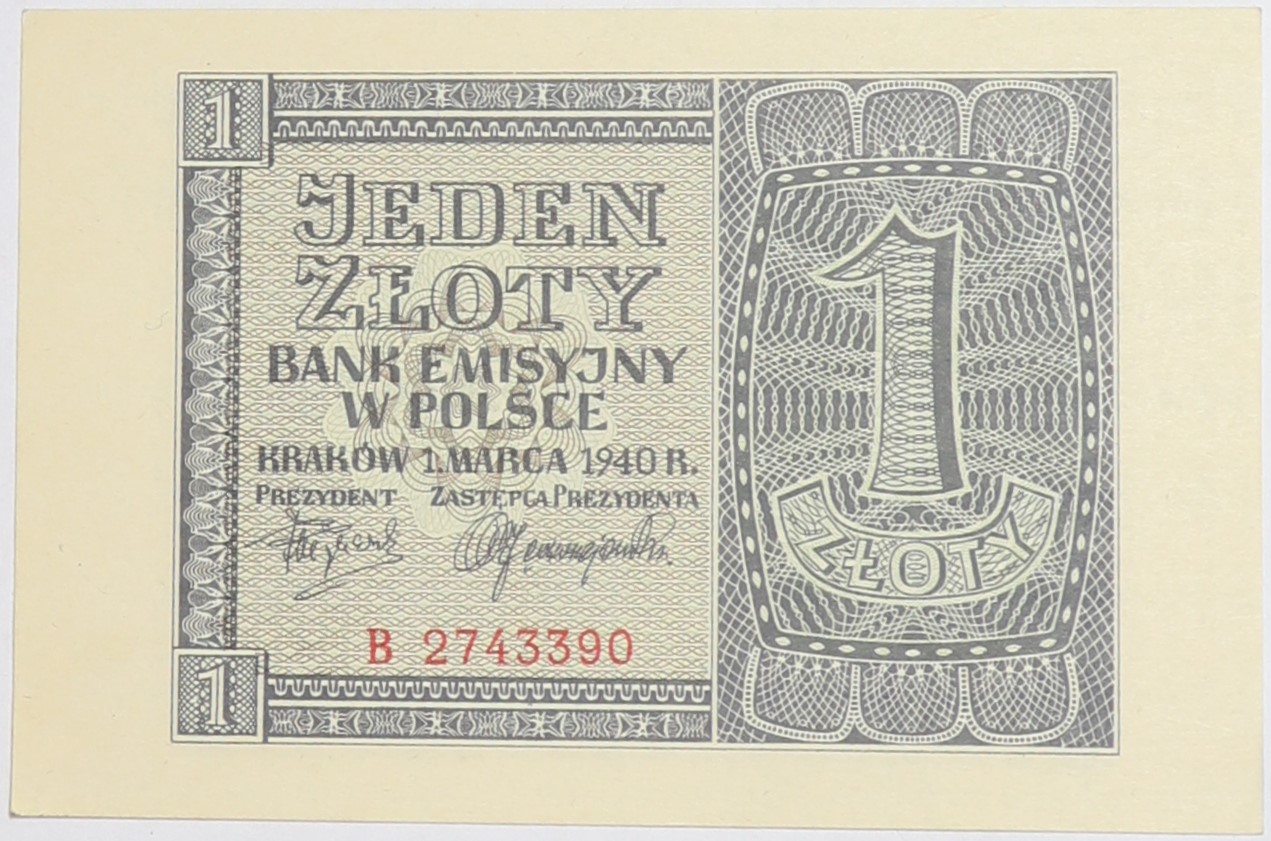 1
JEDEN
ZŁOTY
BANK EMISYJNY
W POLSCE
KRAKÓW 1. MARCA 1940 R.
PREZYDENT ZASTĘPCA PREZYDENTA
B 2743390
1
1
ZŁOTY